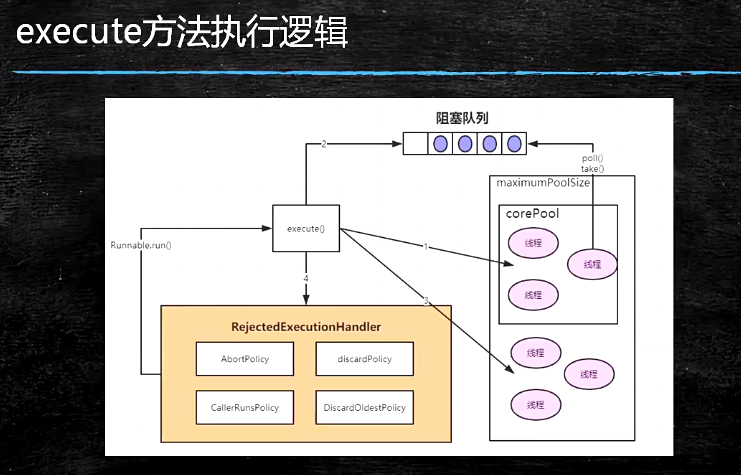 execute方法执行逻辑
阻塞队列
2
poll()
take()
maximumPoolSize
corePool
execute()
Runnable.run()
1
线程
线程
线程
4
3
RejectedExecutionHandler
AbortPolicy
discardPolicy
线程
线程
CallerRunsPolicy
DiscardOldestPolicy
线程